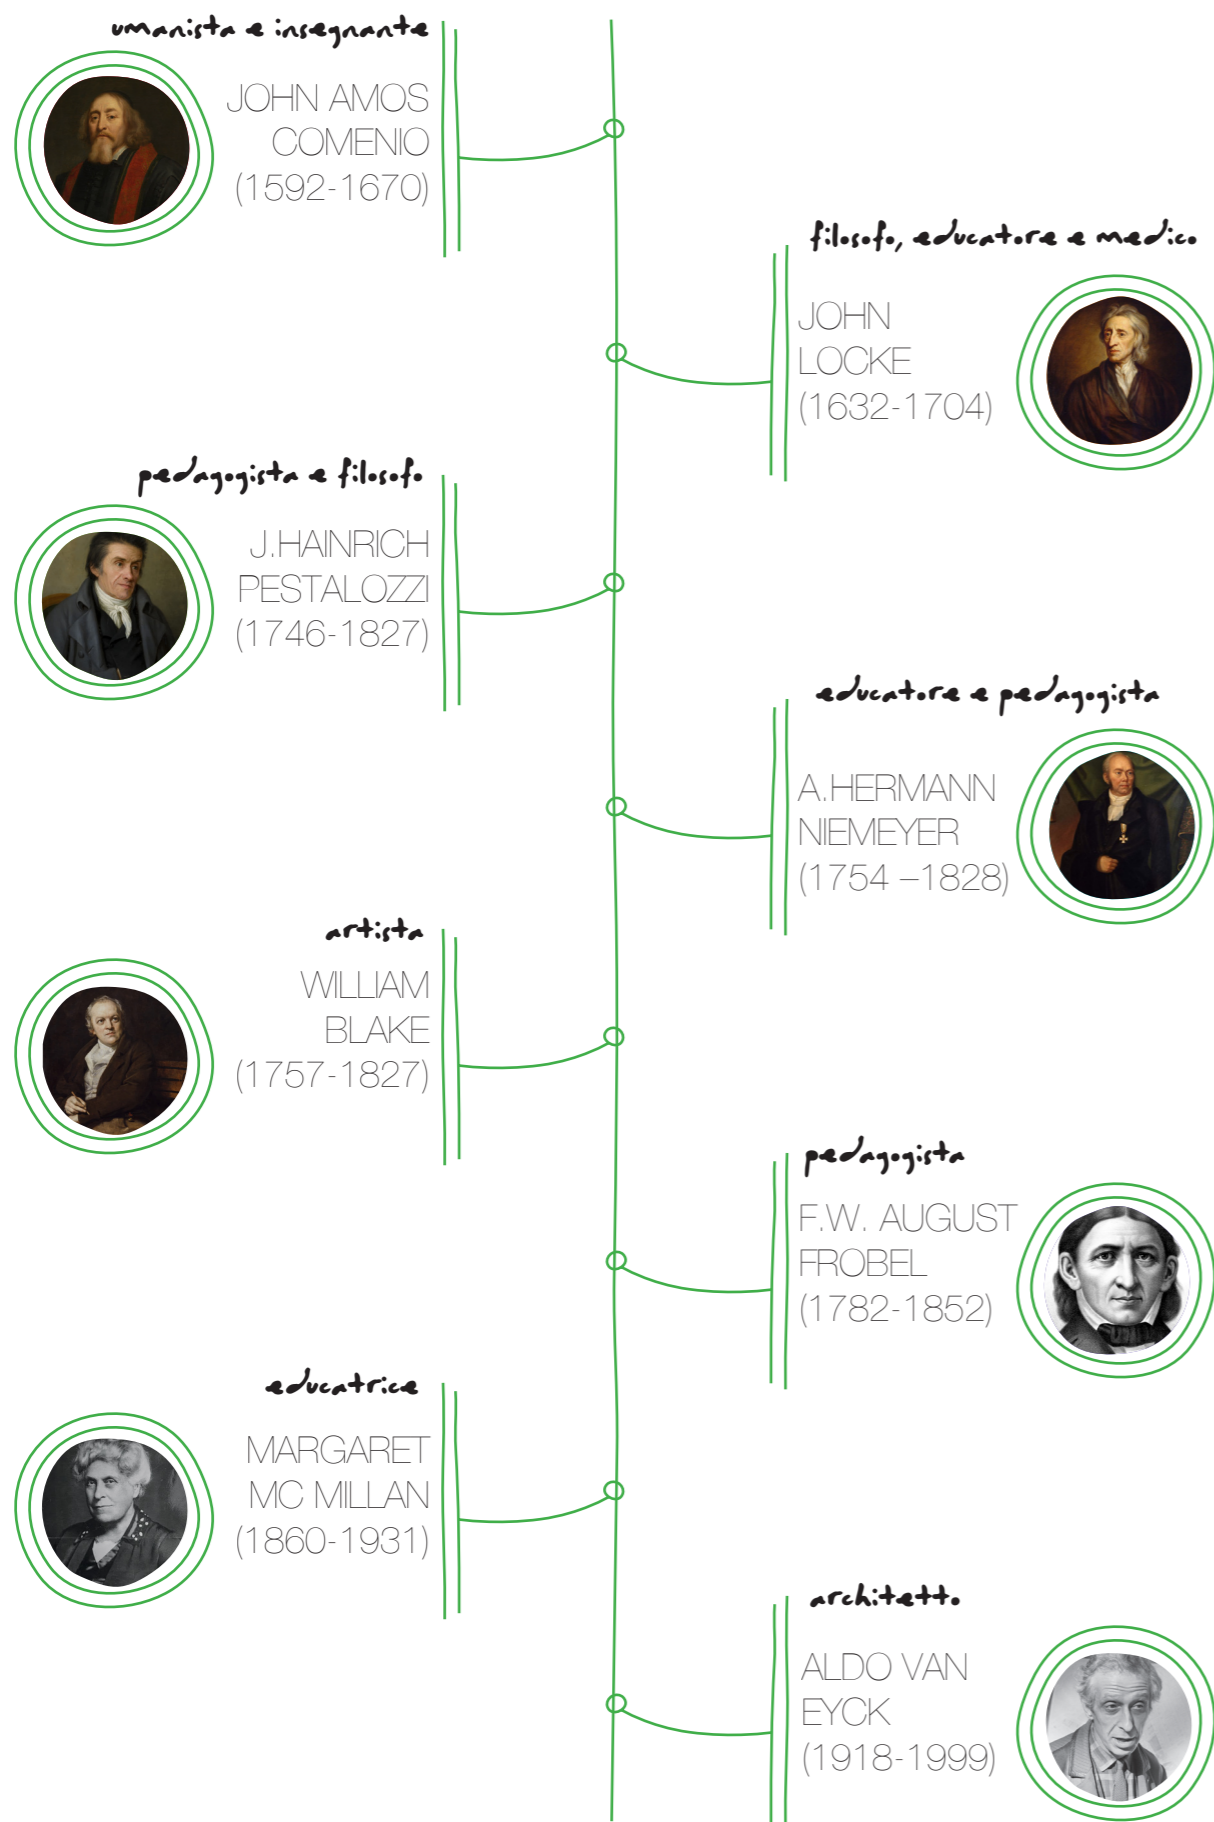 umanista e insegnante
JOHN AMOS
COMENIO
(1592-1670)
filosofo, educatore e medico
JOHN
LOCKE
(1632-1704)
pedagogista e filosofo
J.HAINRICH
PESTALOZZI
(1746-1827)
educatore e pedagogista
A.HERMANN
NIEMEYER
(1754 –1828)
artista
WILLIAM
BLAKE
(1757-1827)
pedagogista
F.W. AUGUST
FROBEL
(1782-1852)
educatrice
MARGARET
MC MILLAN
(1860-1931)
architetto
ALDO VAN
EYCK
(1918-1999)